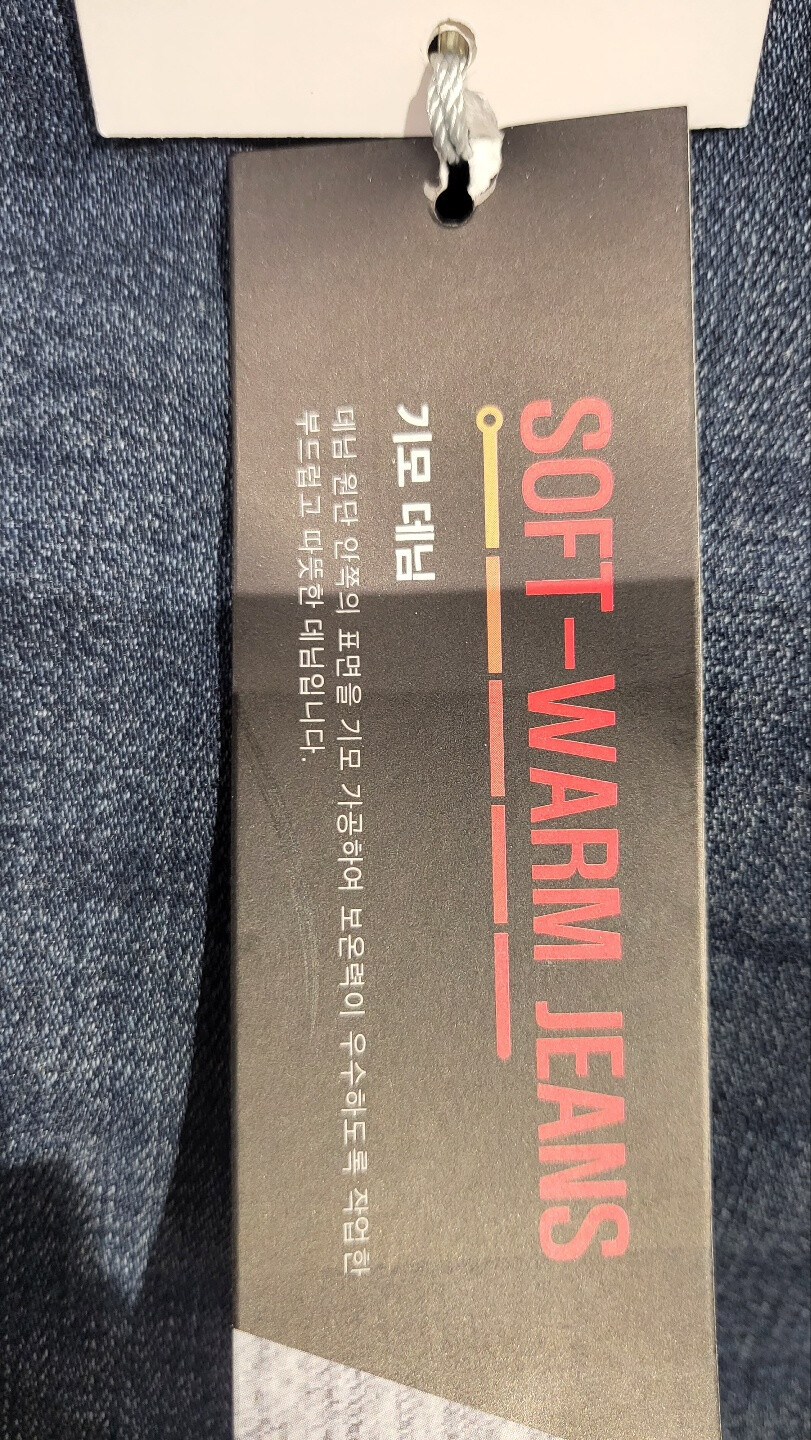 SOFT-WARM JEANS
기모 데님
데님 원단 안쪽의 표면을 기모 가공하여 보온력이 우수하도록 작업한
부드럽고 따뜻한 데님입니다.